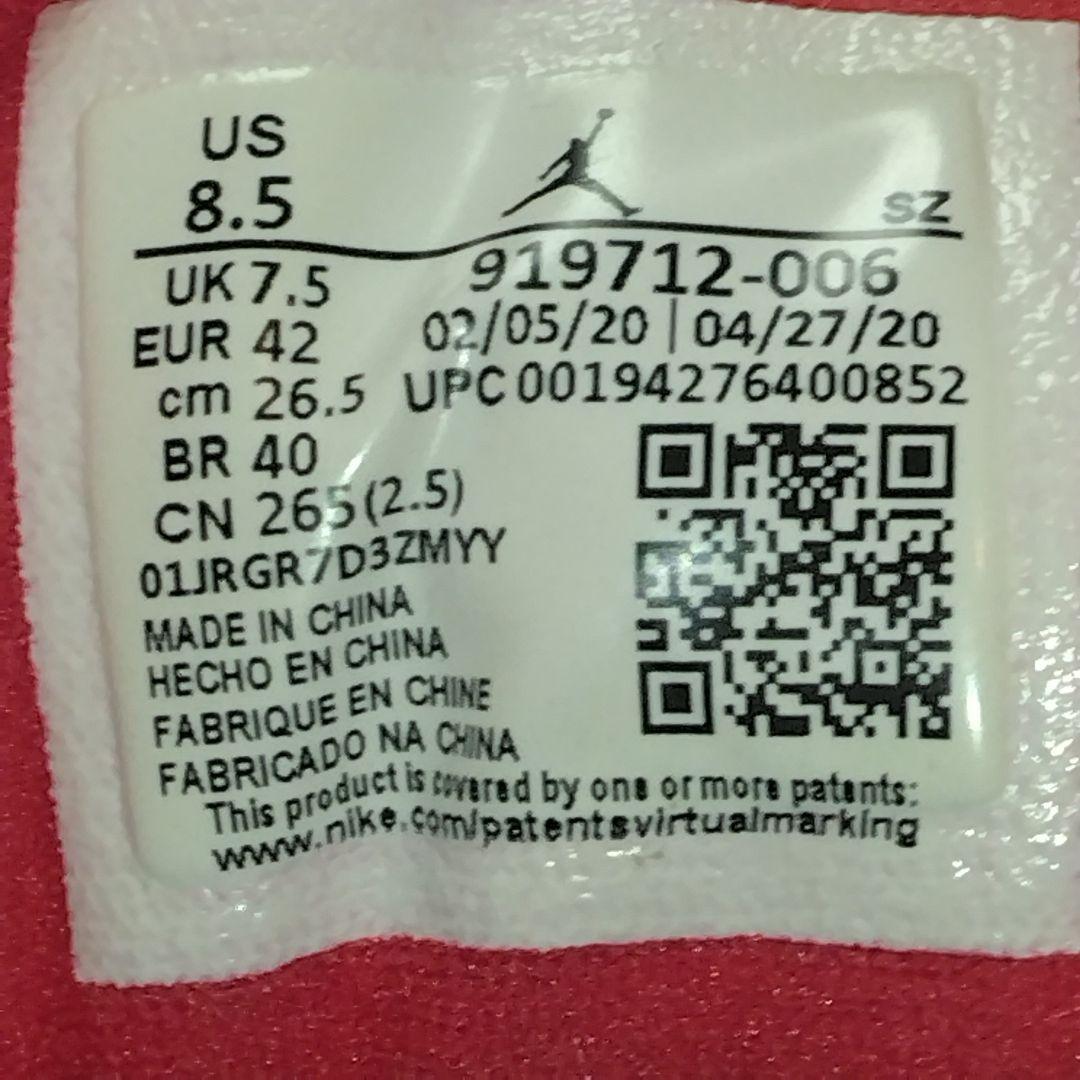 US
8.5
SZ
UK 7.5
919712-006
EUR 42
02/05/20 | 04/27/20
cm 26.5
UPC 00194276400852
BR 40
CN 265(2.5)
01JRGR7D3ZMYY
MADE IN CHINA
HECHO EN CHINA
FABRIQUE EN CHINE
FABRICADO NA CHINA
This product is covered by one or more patents:
www.nike.com/patentsvirtualmarking